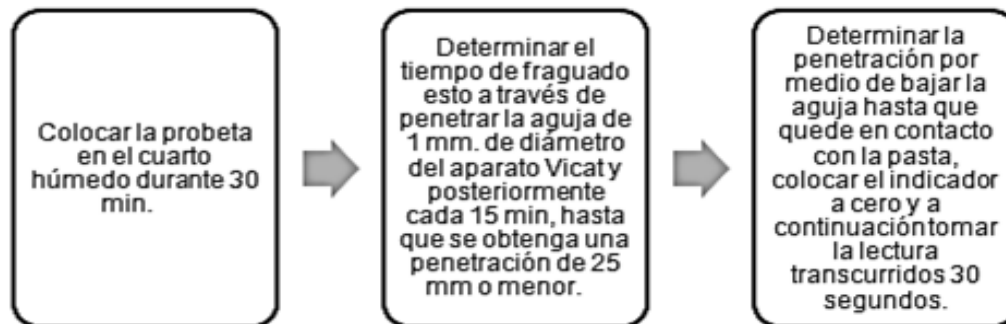 Colocar la probeta
en el cuarto
húmedo durante 30
min.
Determinar el
tiempo de fraguado
esto a través de
penetrar la aguja de
1 mm. de diámetro
del aparato Vicat y
posteriormente
cada 15 min, hasta
que se obtenga una
penetración de 25
mm o menor.
Determinar la
penetración por
medio de bajar la
aguja hasta que
quede en contacto
con la pasta,
colocar el indicador
a cero y a
continuación tomar
la lectura
transcurridos 30
segundos.